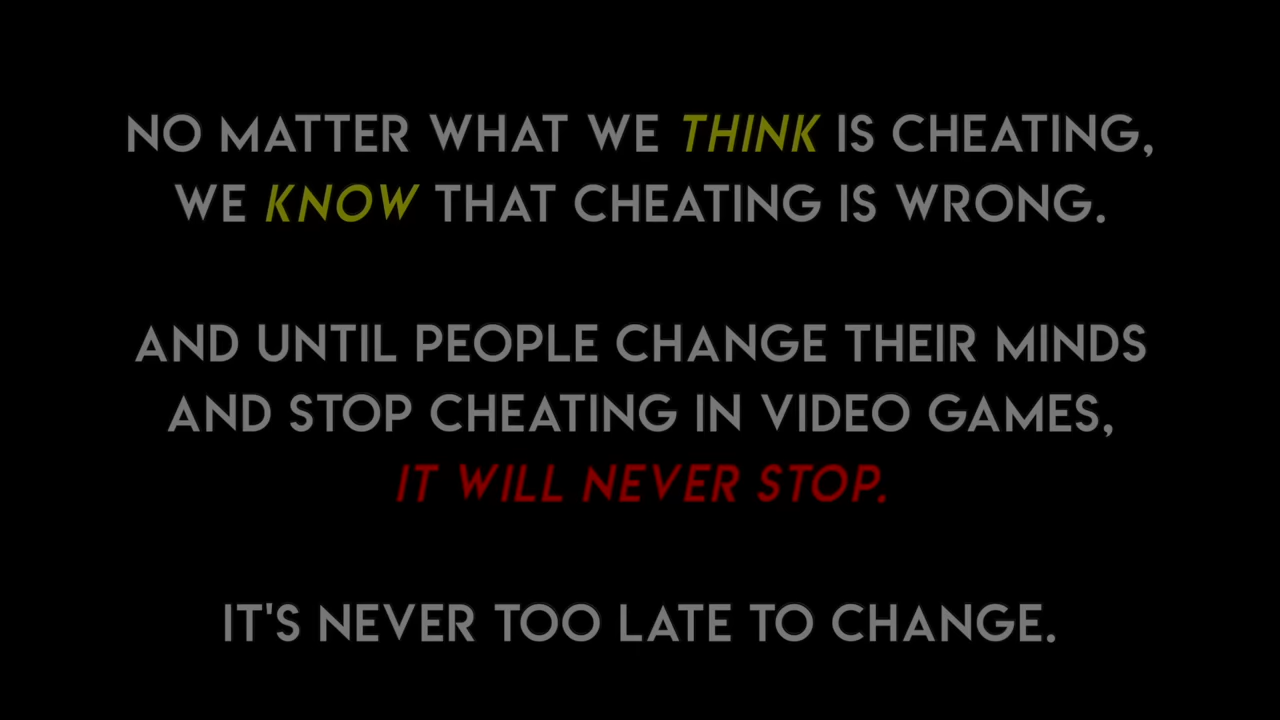 NO MATTER WHAT WE THINK IS CHEATING,
WE KNOW THAT CHEATING IS WRONG.
AND UNTIL PEOPLE CHANGE THEIR MINDS
AND STOP CHEATING IN VIDEO GAMES,
IT WILL NEVER STOP.
IT'S NEVER TOO LATE TO CHANGE.